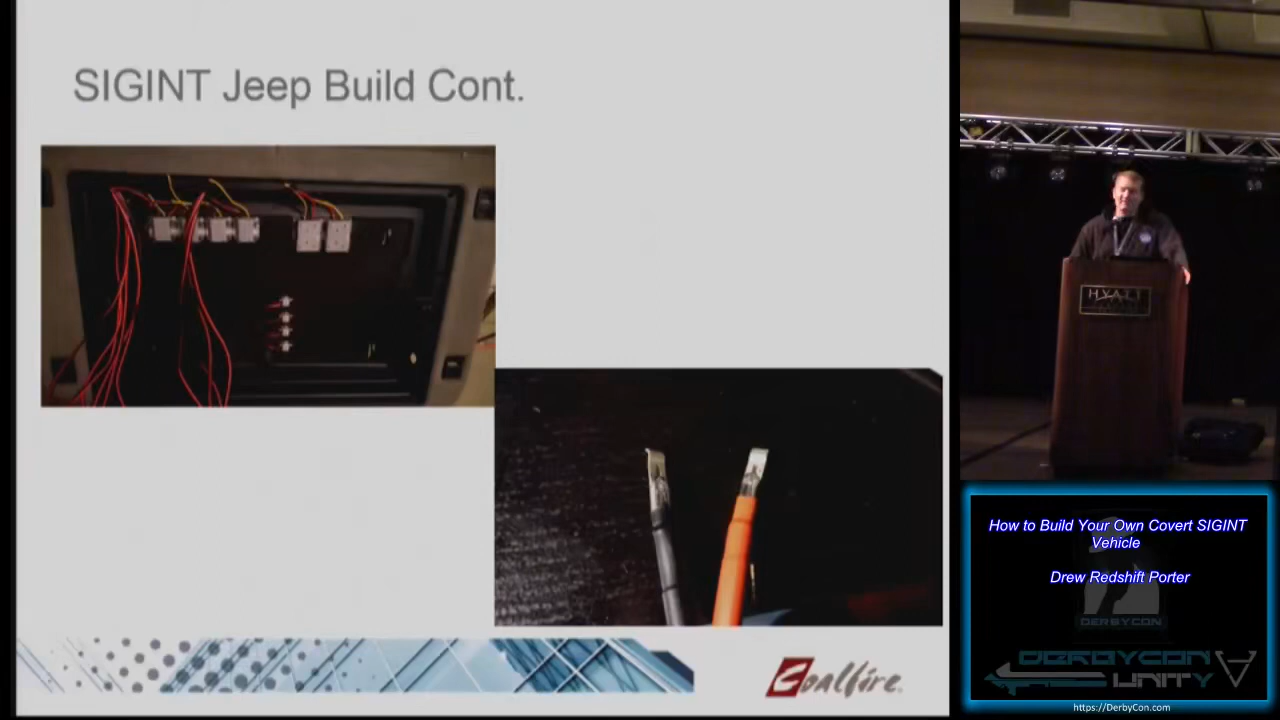 SIGINT Jeep Build Cont.
Coalfire
HYATT
How to Build Your Own Covert SIGINT
Vehicle
Drew Redshift Porter
DERBYCON
DERBYCON
UNITY
https://DerbyCon.com